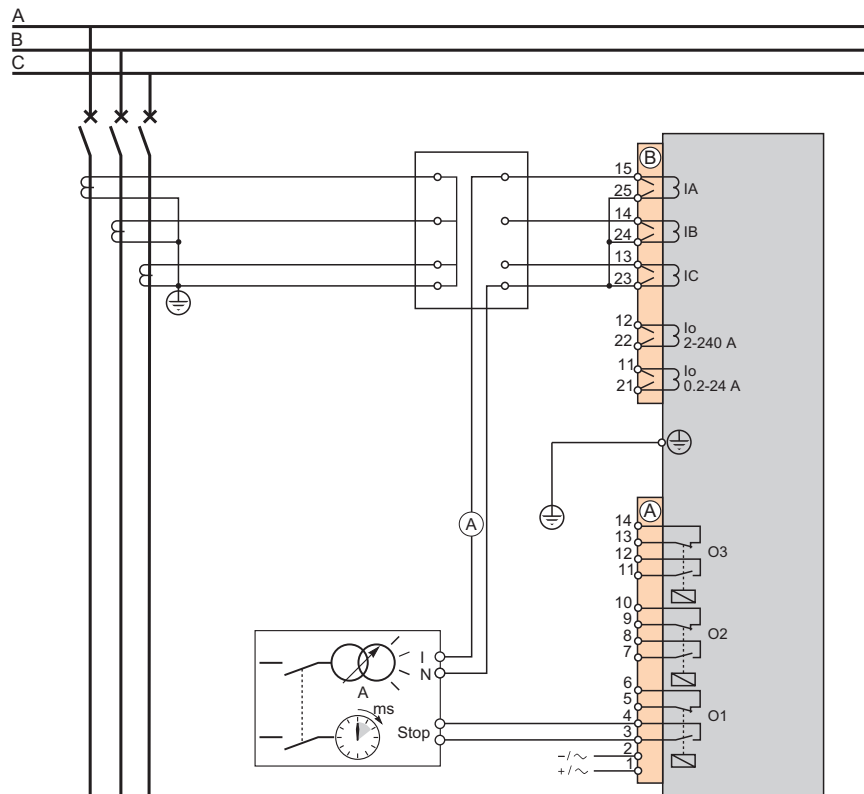 A
B
C
B
15
25
IA
14
24
IB
13
23
IC
12
22
Io
2-240 A
11
21
Io
0.2-24 A
A
A
14
13
12
11
O3
10
9
8
7
O2
6
5
4
3
O1
2
1
I
N
A
ms
Stop
–/∼
+/∼